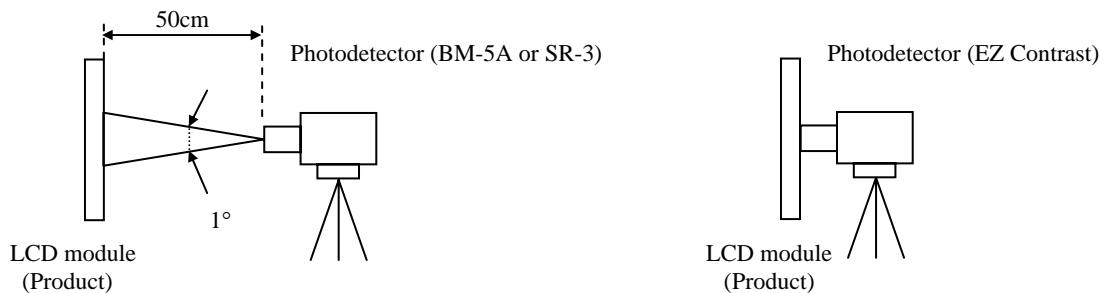 50cm
Photodetector (BM-5A or SR-3)
1°
LCD module
(Product)
Photodetector (EZ Contrast)
LCD module
(Product)